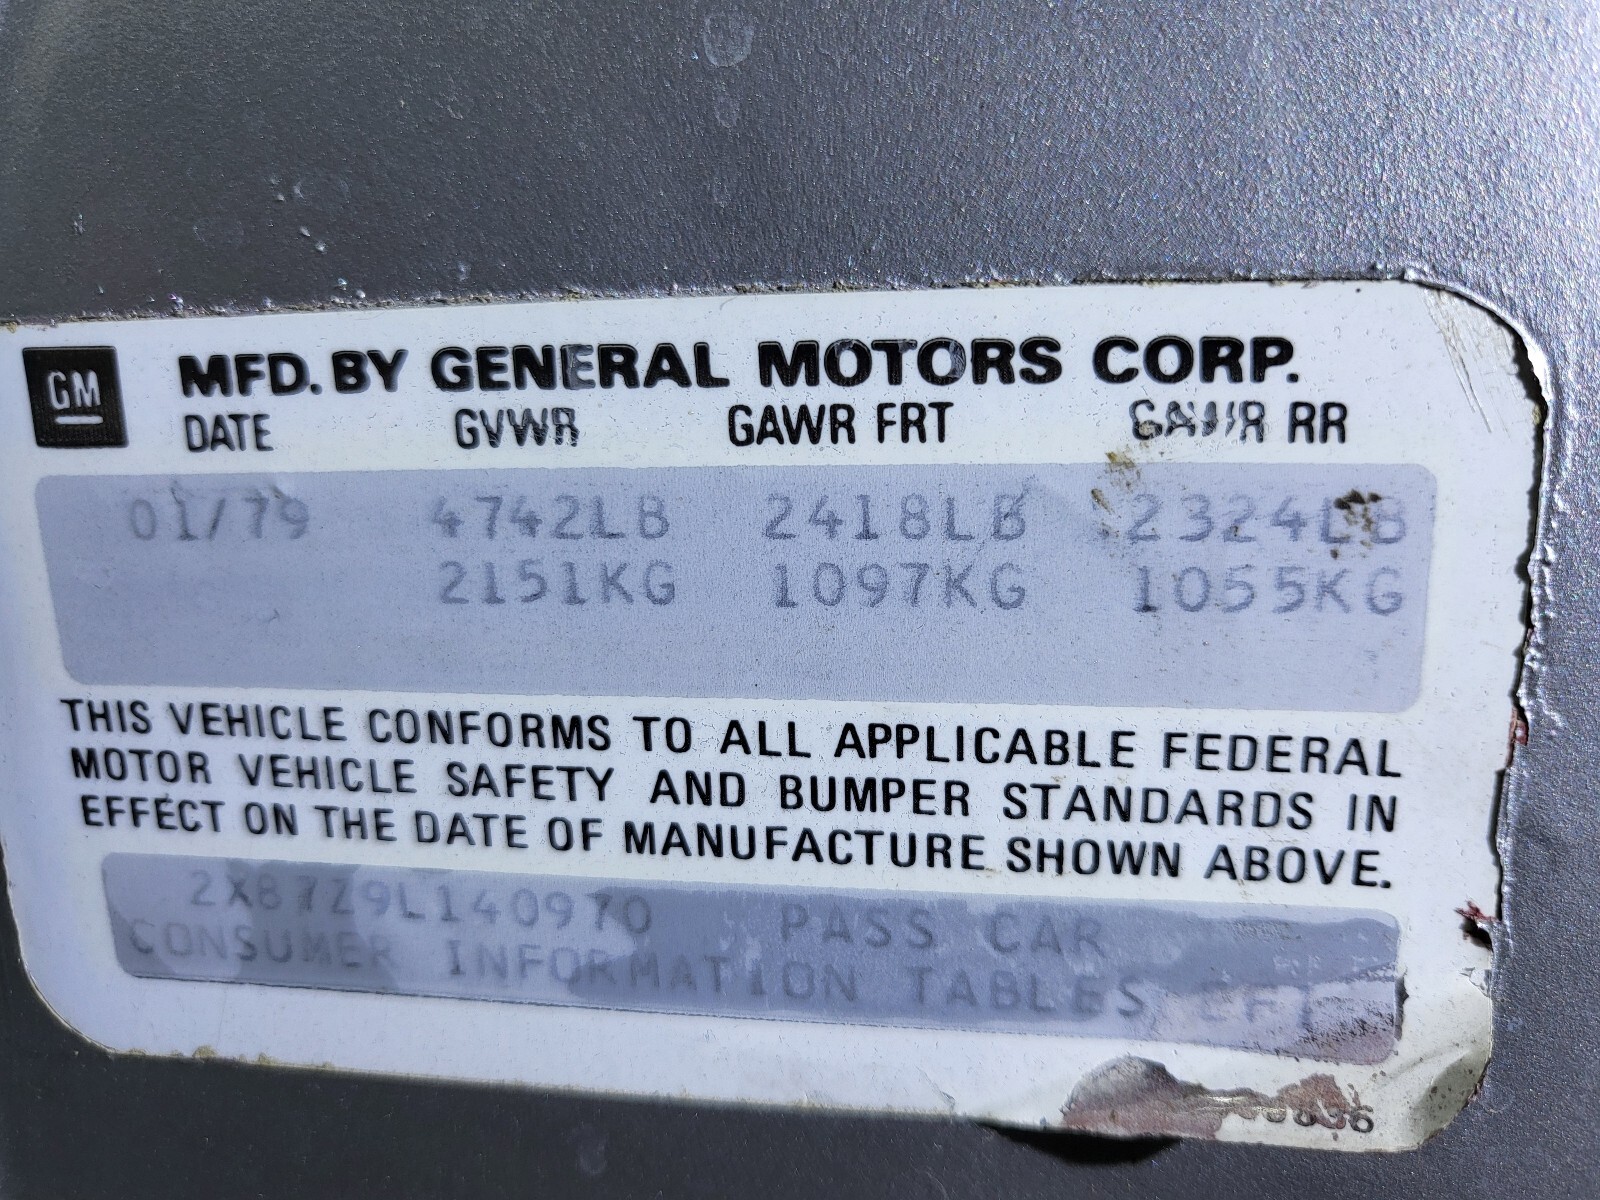 GM MFD. BY GENERAL MOTORS CORP.
DATE GVWR GAWR FRT GAWR RR
01/79 4742LB 2418LB 2324LB
2151KG 1097KG 1055KG
THIS VEHICLE CONFORMS TO ALL APPLICABLE FEDERAL
MOTOR VEHICLE SAFETY AND BUMPER STANDARDS IN
EFFECT ON THE DATE OF MANUFACTURE SHOWN ABOVE.
2X87Z9L140970 PASS CAR
CONSUMER INFORMATION TABLES